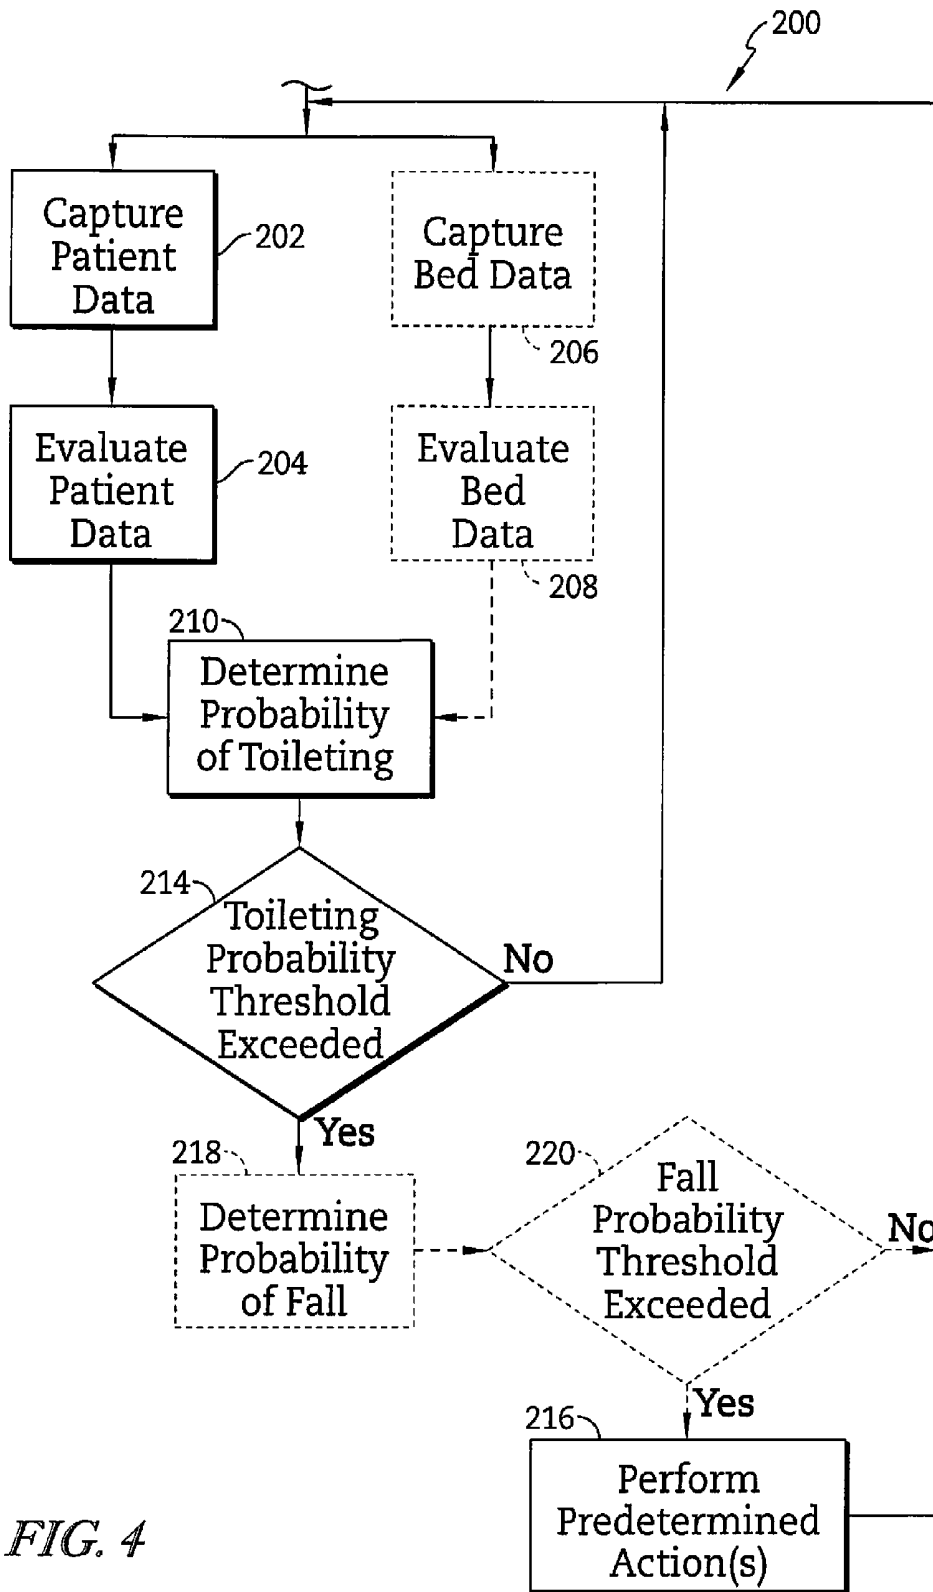 200
Capture
Patient
Data
202
Capture
Bed Data
206
Evaluate
Patient
Data
204
Evaluate
Bed
Data
208
210
Determine
Probability
of Toileting
214
Toileting
Probability
Threshold
Exceeded
No
Yes
218
Determine
Probability
of Fall
220
Fall
Probability
Threshold
Exceeded
No
Yes
216
Perform
Predetermined
Action(s)
FIG. 4